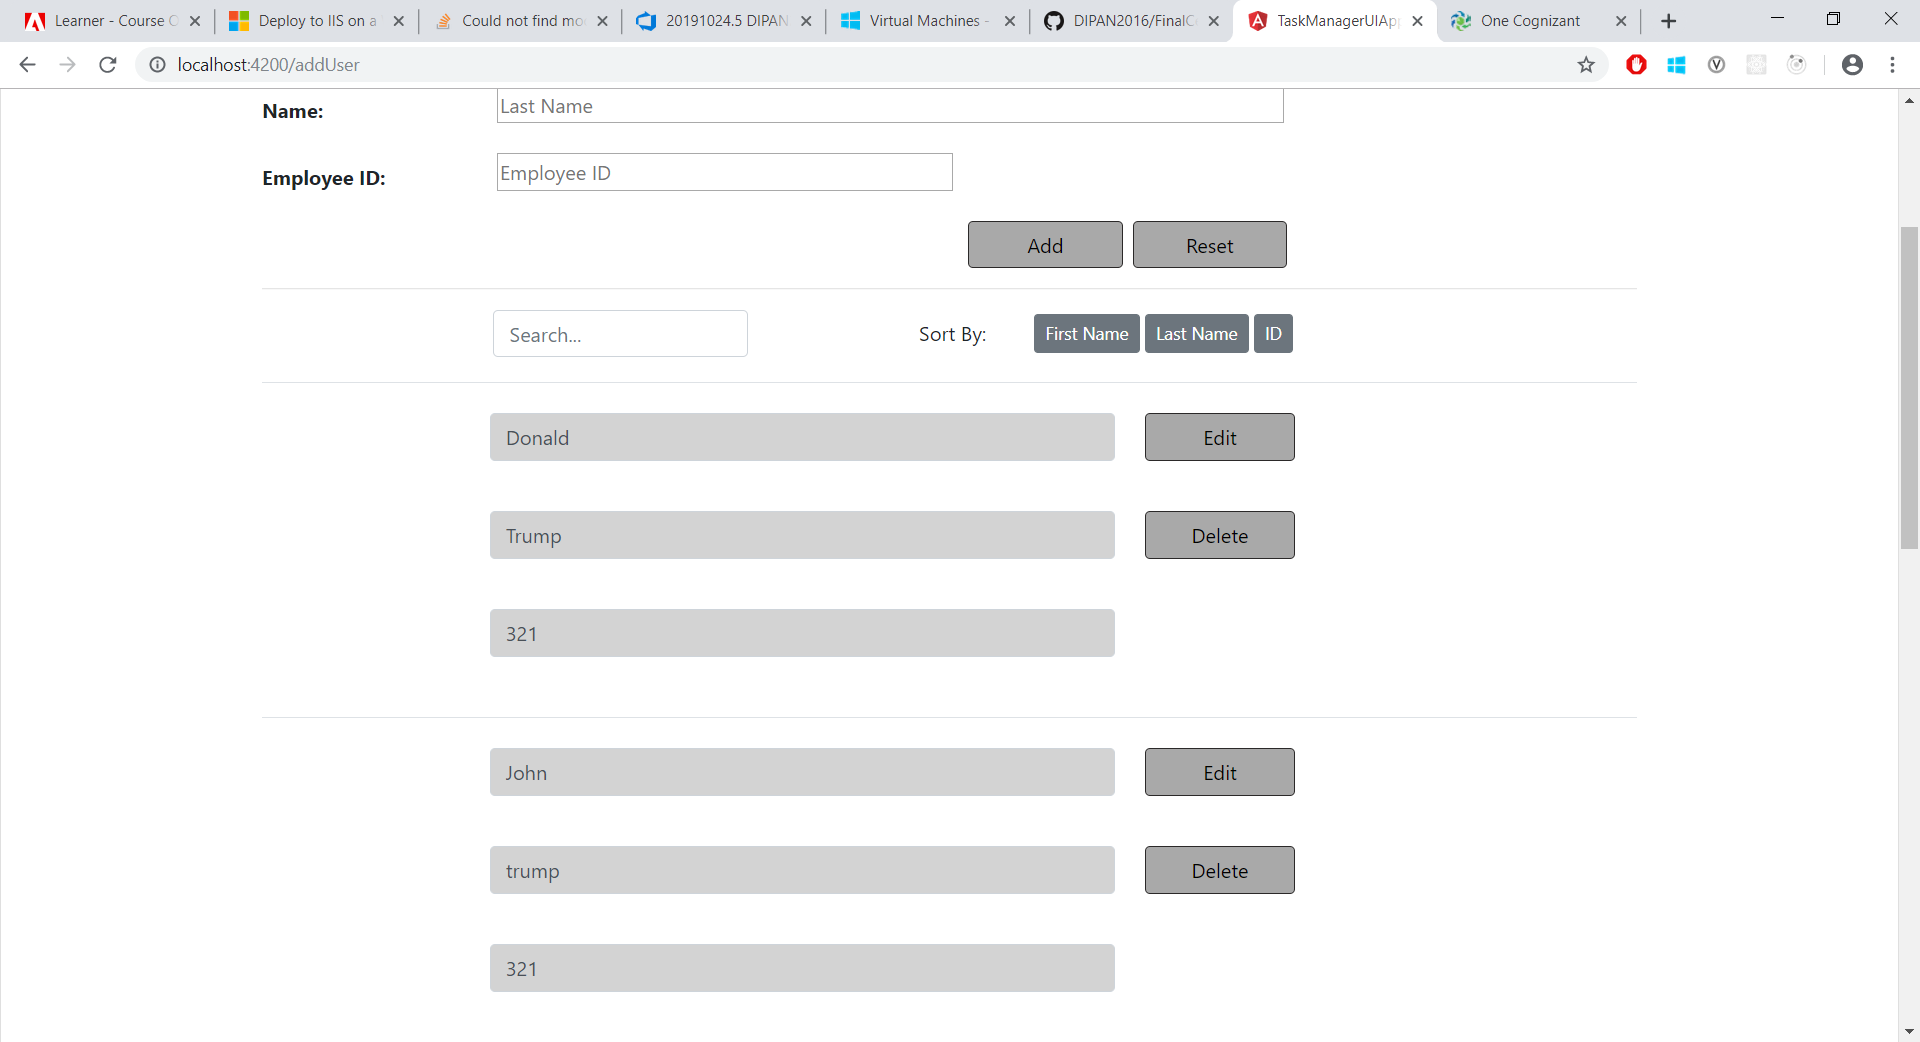 Learner - Course O
Deploy to IIS on a
Could not find mo
20191024.5 DIPAN
Virtual Machines -
DIPAN2016/FinalC
TaskManagerUIAp
One Cognizant
localhost:4200/addUser
Name:
Last Name
Employee ID:
Employee ID
Add
Reset
Search...
Sort By:
First Name
Last Name
ID
Donald
Edit
Trump
Delete
321
John
Edit
trump
Delete
321